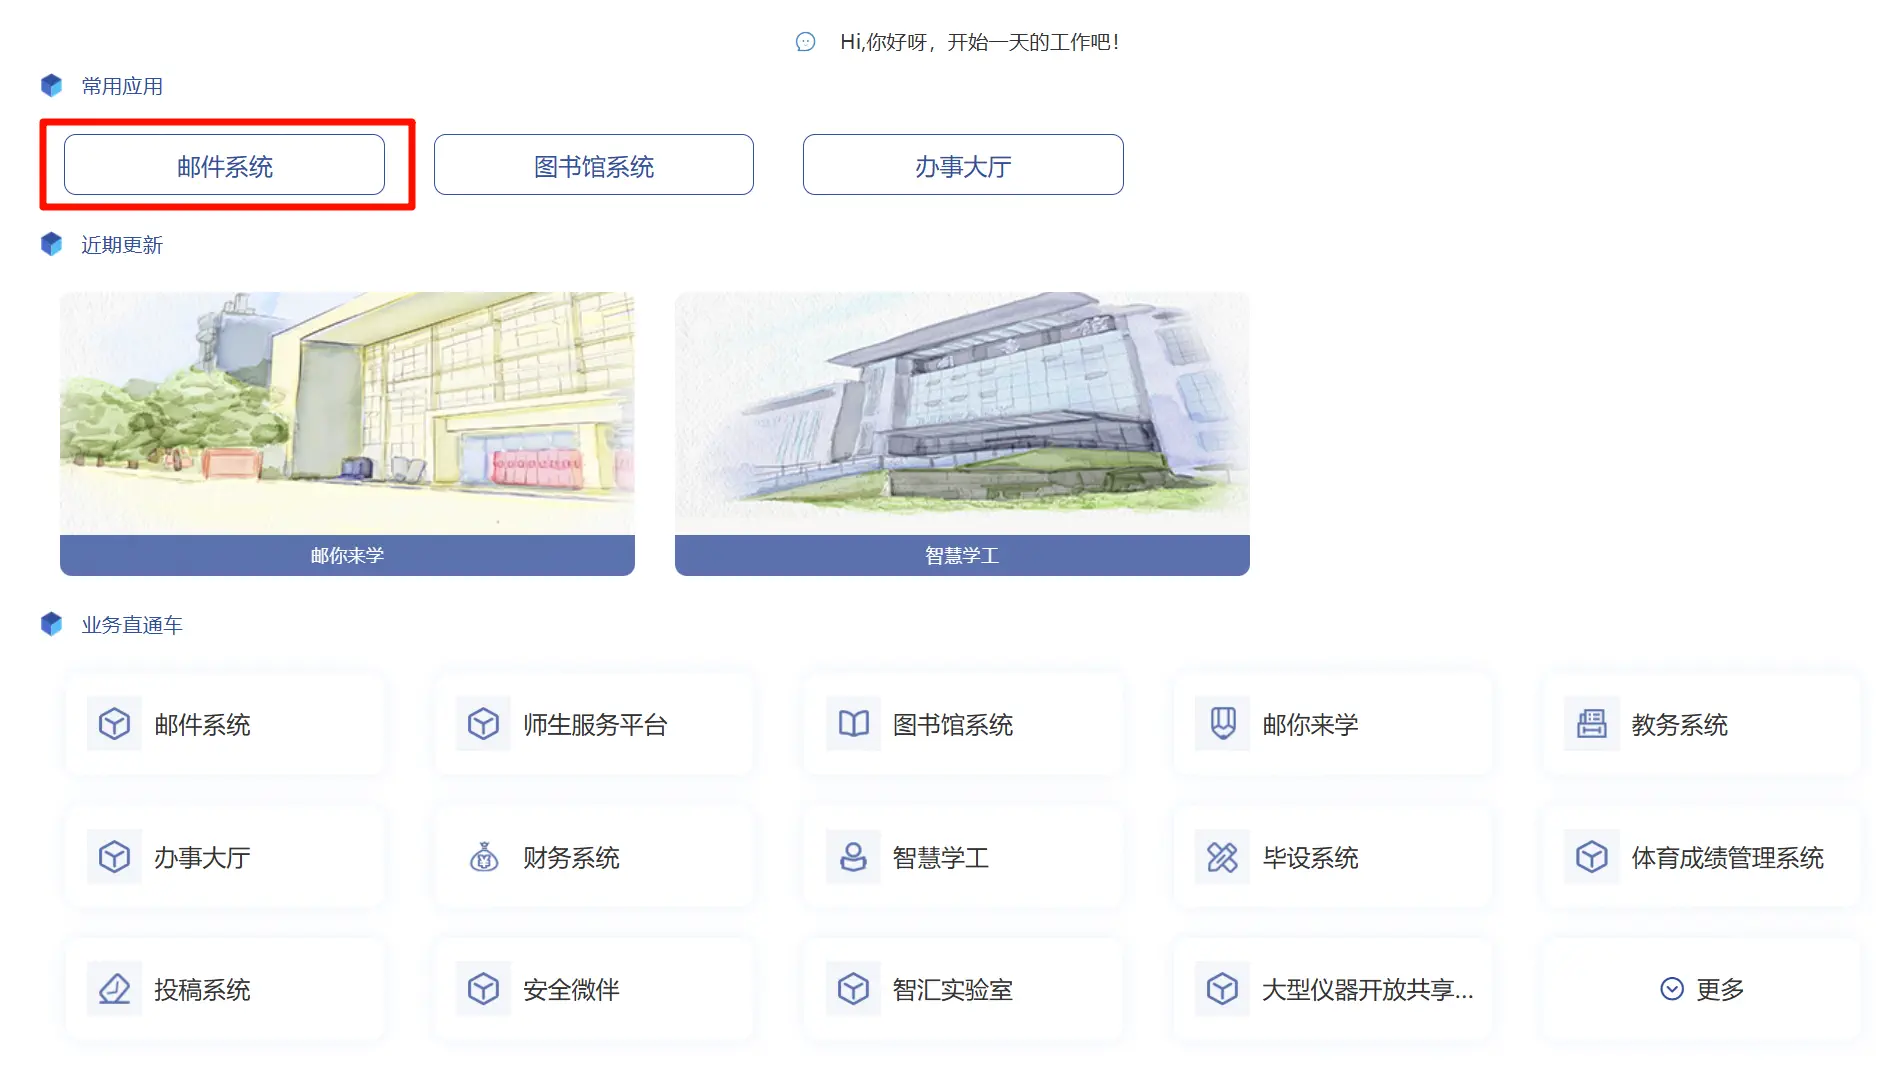 Hi,你好呀，开始一天的工作吧！
常用应用
邮件系统
图书馆系统
办事大厅
近期更新
邮你来学
智慧学工
业务直通车
邮件系统
师生服务平台
图书馆系统
邮你来学
教务系统
办事大厅
财务系统
智慧学工
毕设系统
体育成绩管理系统
投稿系统
安全微伴
智汇实验室
大型仪器开放共享...
更多